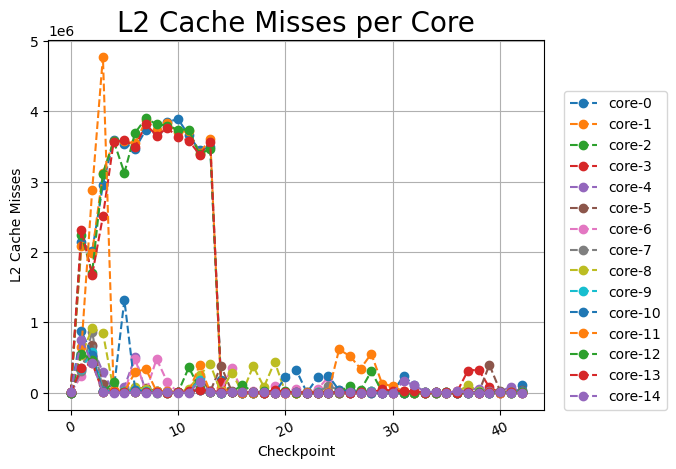 L2 Cache Misses per Core
1e6
5
4
3
2
1
0
L2 Cache Misses
0
10
20
30
40
Checkpoint
core-0
core-1
core-2
core-3
core-4
core-5
core-6
core-7
core-8
core-9
core-10
core-11
core-12
core-13
core-14